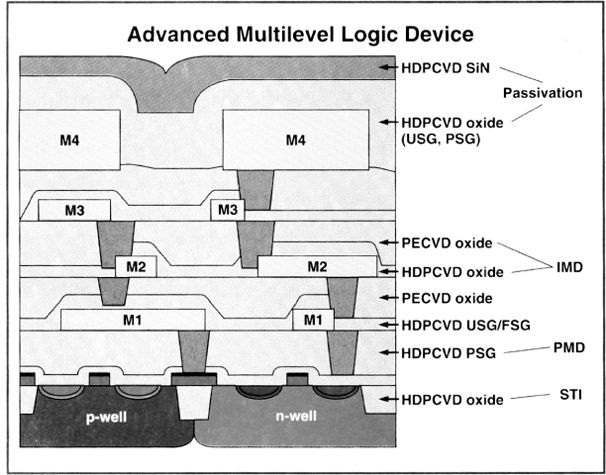 Advanced Multilevel Logic Device
HDPCVD SiN
Passivation
HDPCVD oxide
(USG, PSG)
M4
M4
M3
M3
PECVD oxide
M2
M2
HDPCVD oxide
IMD
PECVD oxide
M1
M1
HDPCVD USG/FSG
HDPCVD PSG
PMD
HDPCVD oxide
STI
p-well
n-well